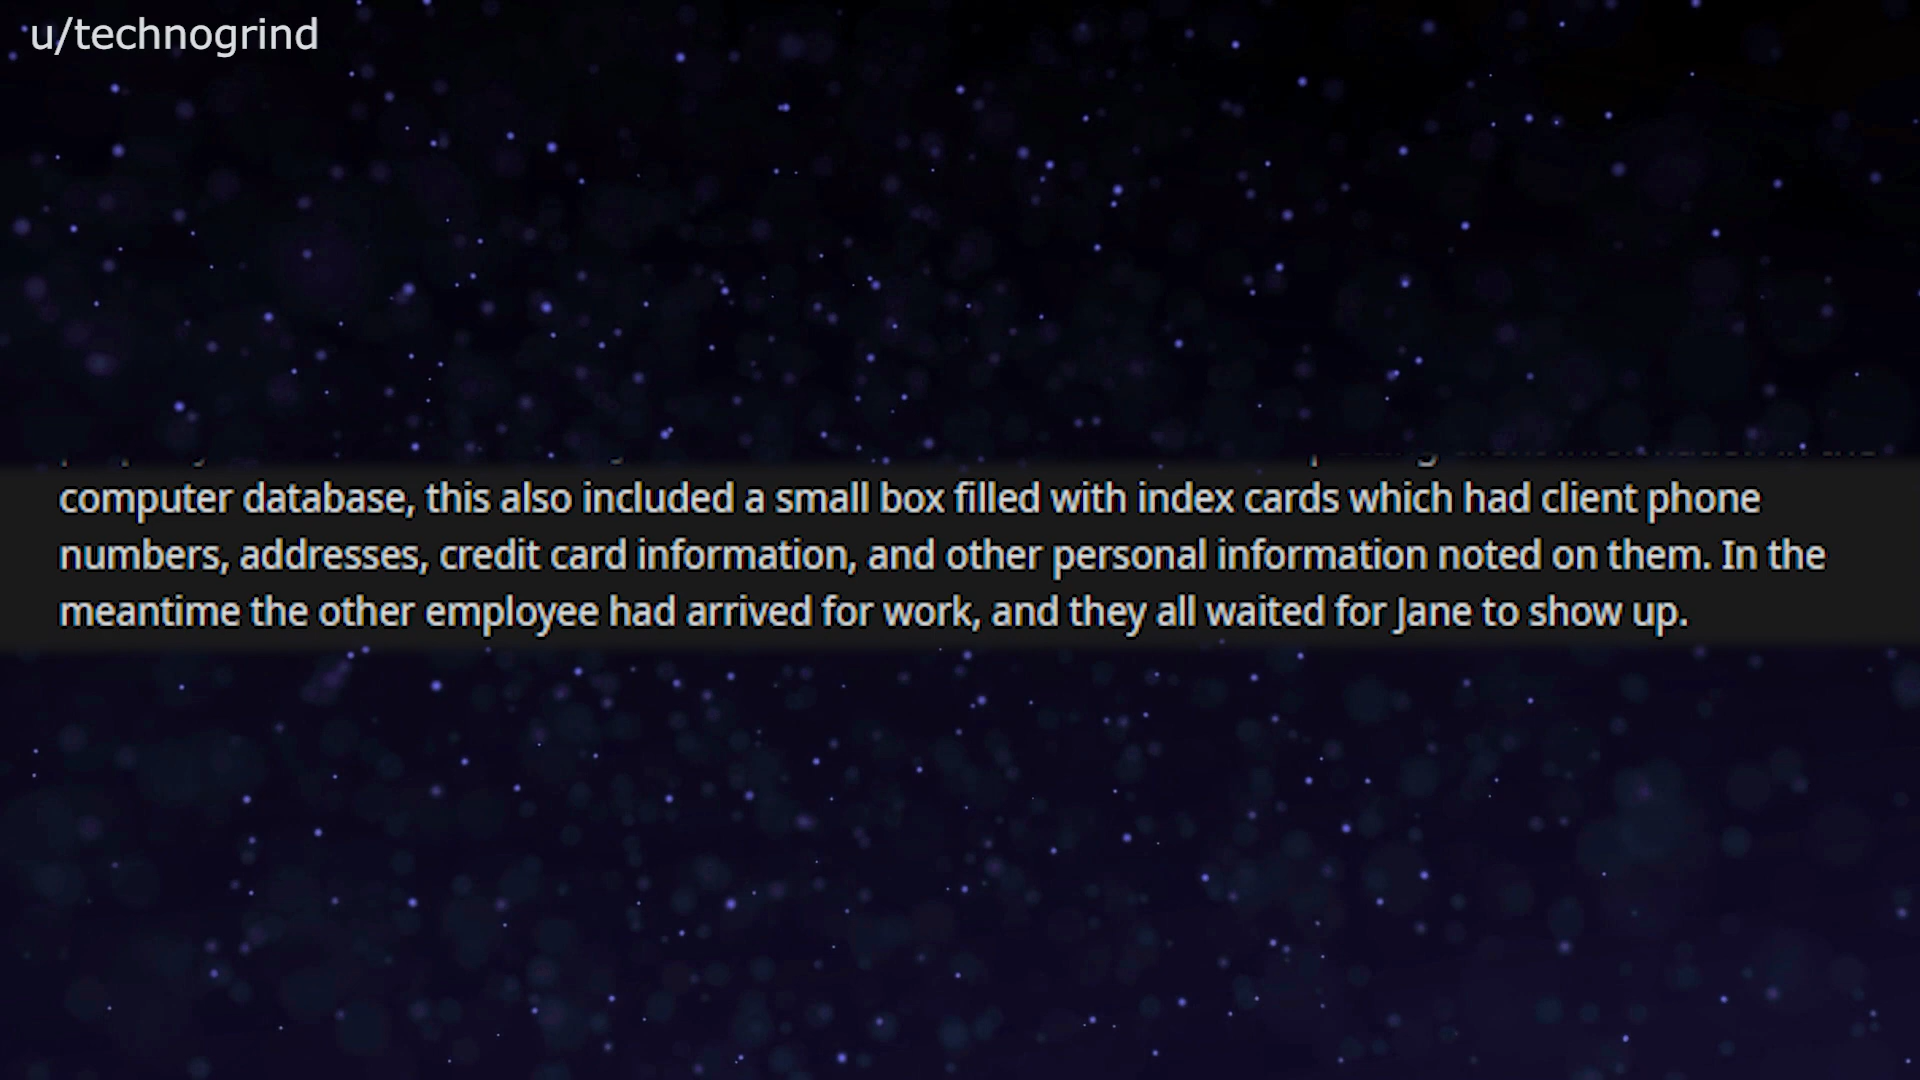 u/technogrind
computer database, this also included a small box filled with index cards which had client phone
numbers, addresses, credit card information, and other personal information noted on them. In the
meantime the other employee had arrived for work, and they all waited for Jane to show up.